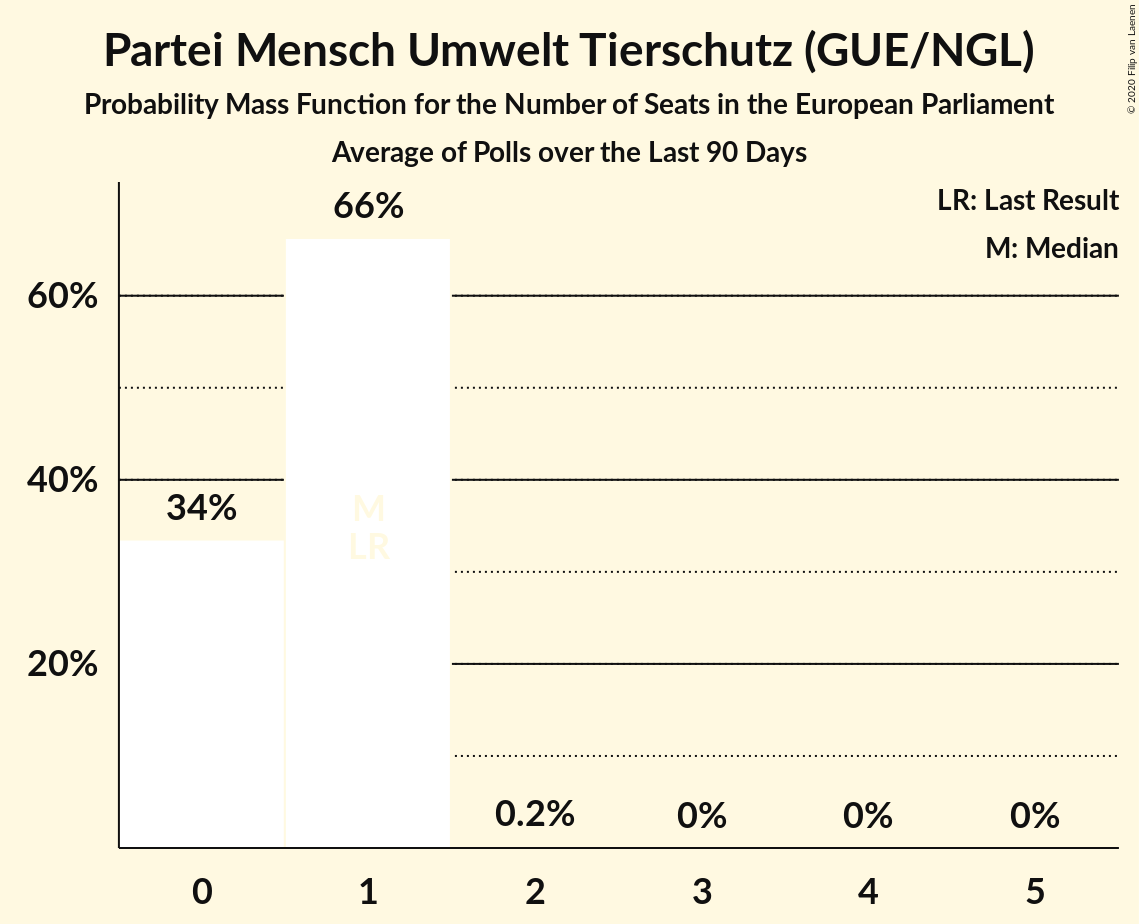 Partei Mensch Umwelt Tierschutz (GUE/NGL)
Probability Mass Function for the Number of Seats in the European Parliament
Average of Polls over the Last 90 Days
© 2020 Filip van Laenen
LR: Last Result
M: Median
66%
60%
40%
34%
M
LR
20%
0.2%
0%
0%
0%
0
1
2
3
4
5